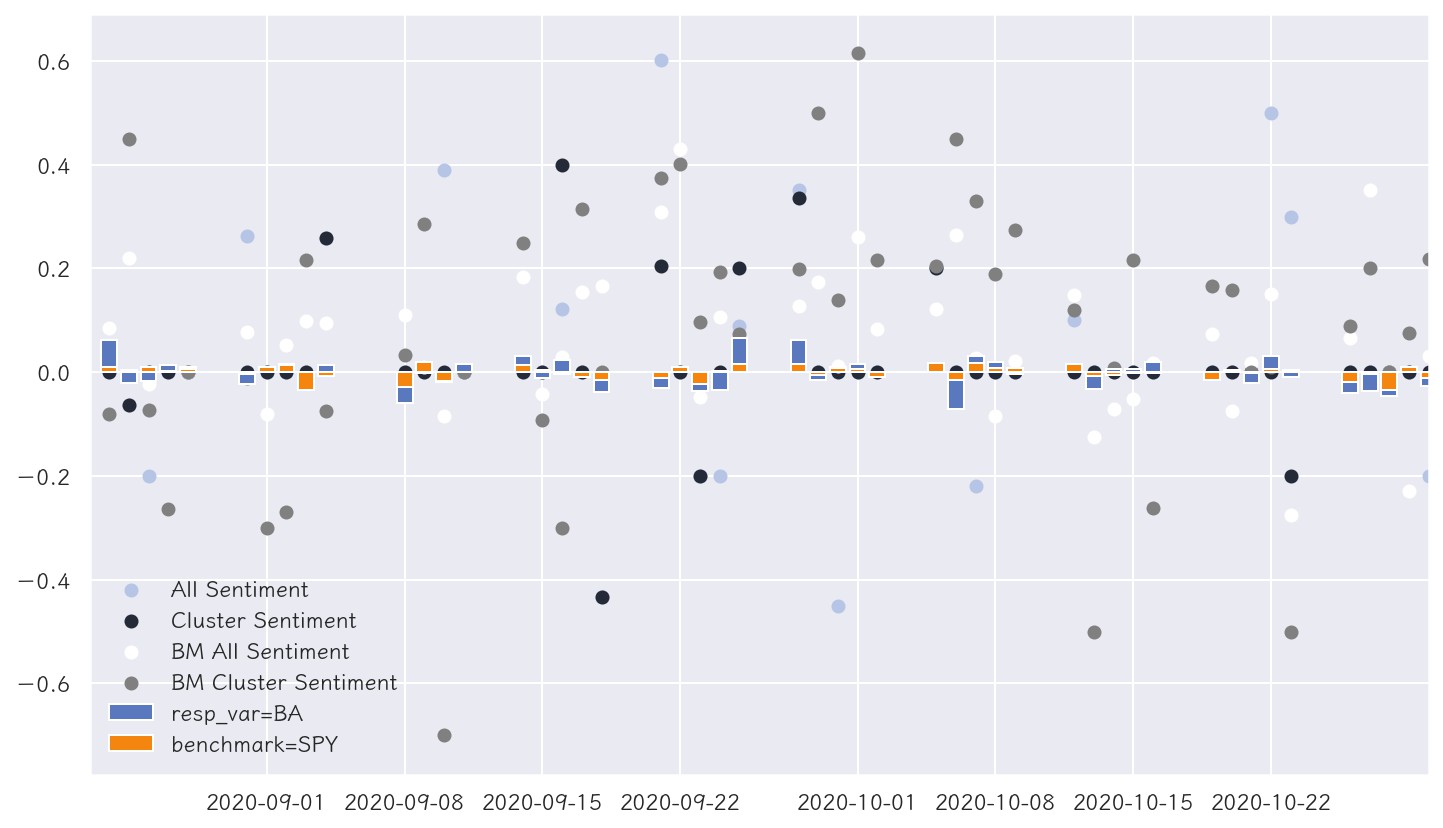 0.6
0.4
0.2
0.0
−0.2
−0.4
−0.6
All Sentiment
Cluster Sentiment
BM All Sentiment
BM Cluster Sentiment
resp_var=BA
benchmark=SPY
2020-09-01 2020-09-08 2020-09-15 2020-09-22 2020-10-01 2020-10-08 2020-10-15 2020-10-22